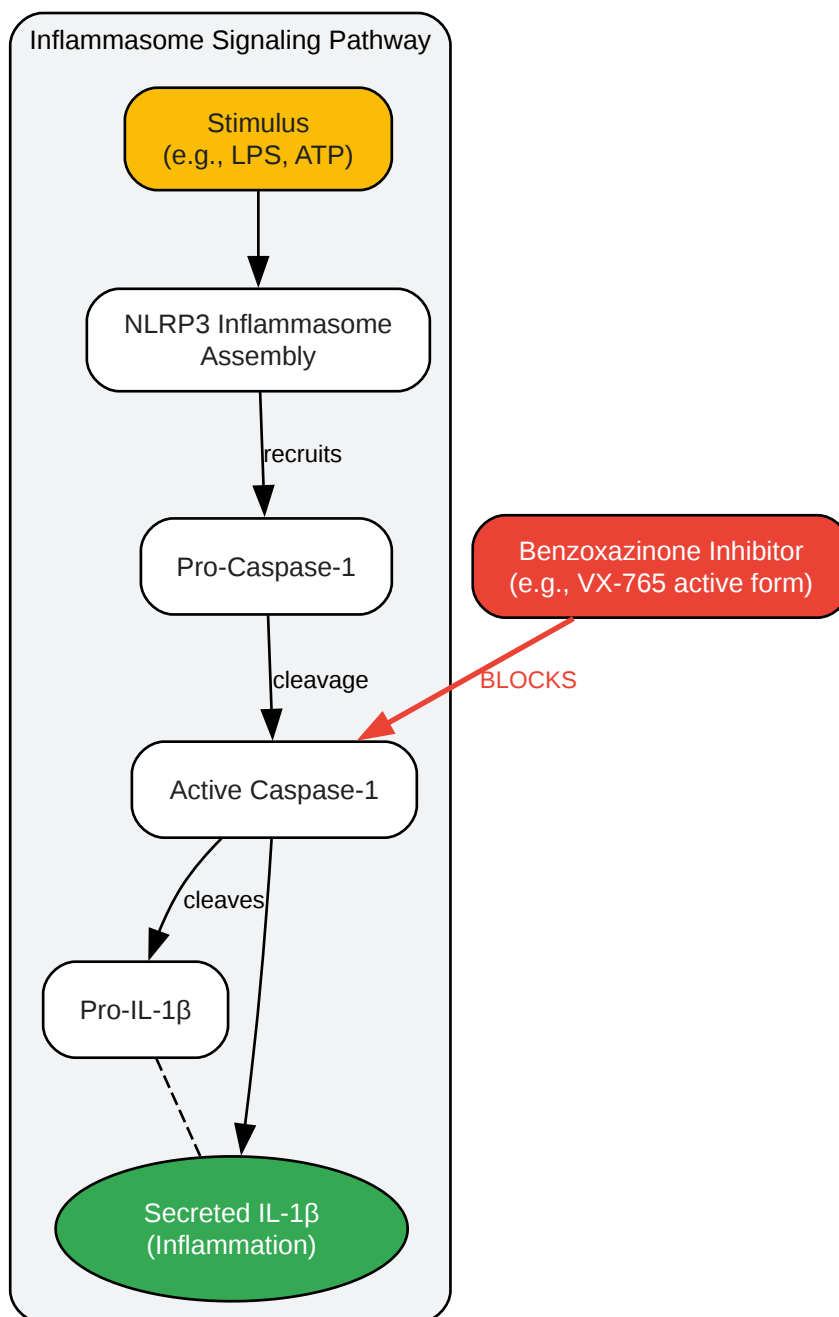 Inflammasome Signaling Pathway
Stimulus
(e.g., LPS, ATP)
NLRP3 Inflammasome
Assembly
recruits
Pro-Caspase-1
Benzoxazinone Inhibitor
(e.g., VX-765 active form)
cleavage
BLOCKS
Active Caspase-1
cleaves
Pro-IL-1β
Secreted IL-1β
(Inflammation)